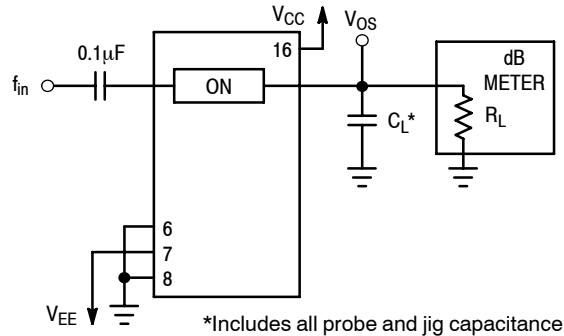 V_CC
V_OS
0.1µF
16
dB
METER
f_in
ON
C_L*
R_L
6
7
8
V_EE
*Includes all probe and jig capacitance